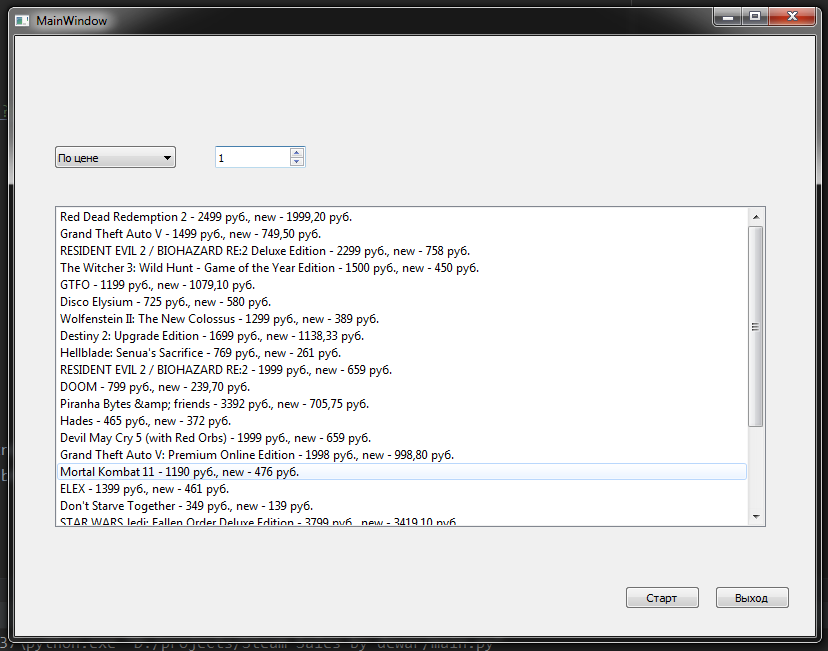 MainWindow
По цене
1
Red Dead Redemption 2 - 2499 руб., new - 1999,20 руб.
Grand Theft Auto V - 1499 руб., new - 749,50 руб.
RESIDENT EVIL 2 / BIOHAZARD RE:2 Deluxe Edition - 2299 руб., new - 758 руб.
The Witcher 3: Wild Hunt - Game of the Year Edition - 1500 руб., new - 450 руб.
GTFO - 1199 руб., new - 1079,10 руб.
Disco Elysium - 725 руб., new - 580 руб.
Wolfenstein II: The New Colossus - 1299 руб., new - 389 руб.
Destiny 2: Upgrade Edition - 1699 руб., new - 1138,33 руб.
Hellblade: Senua's Sacrifice - 769 руб., new - 261 руб.
RESIDENT EVIL 2 / BIOHAZARD RE:2 - 1999 руб., new - 659 руб.
DOOM - 799 руб., new - 239,70 руб.
Piranha Bytes &amp; friends - 3392 руб., new - 705,75 руб.
Hades - 465 руб., new - 372 руб.
Devil May Cry 5 (with Red Orbs) - 1999 руб., new - 659 руб.
Grand Theft Auto V: Premium Online Edition - 1998 руб., new - 998,80 руб.
Mortal Kombat 11 - 1190 руб., new - 476 руб.
ELEX - 1399 руб., new - 461 руб.
Don't Starve Together - 349 руб., new - 139 руб.
STAR WARS Jedi: Fallen Order Deluxe Edition - 3799 руб., new - 3419,10 руб.
Старт
Выход
\python.exe D:/projects/Steam Sales by dewar/main.py